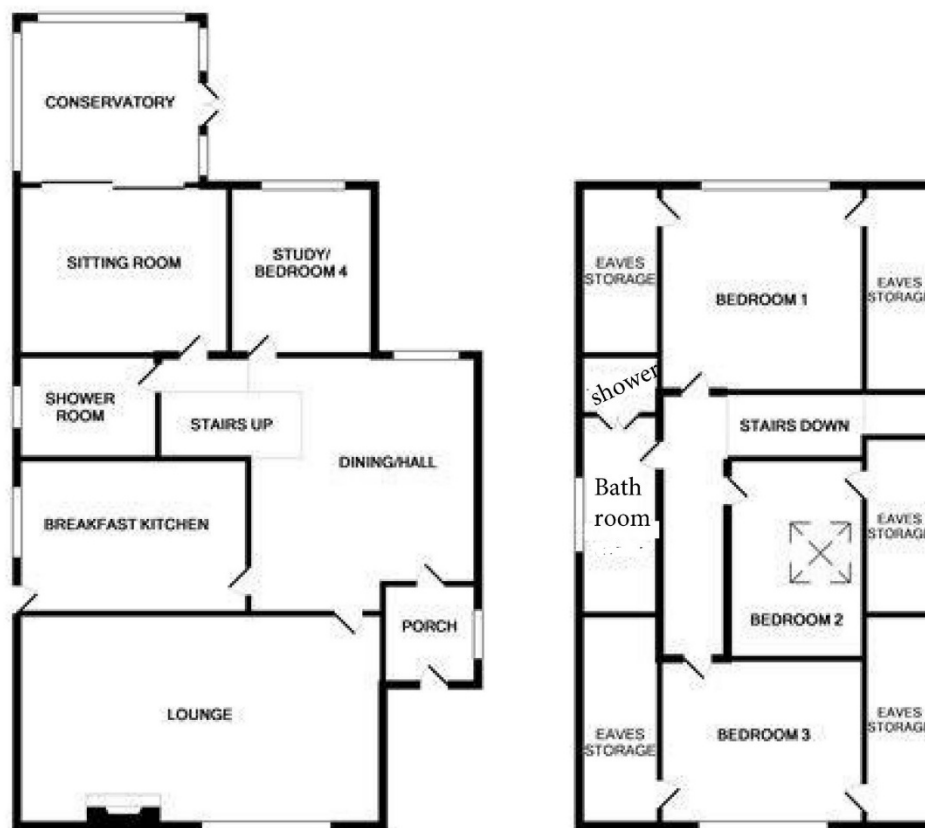 CONSERVATORY
SITTING ROOM
STUDY/
BEDROOM 4
SHOWER
ROOM
STAIRS UP
DINING/HALL
BREAKFAST KITCHEN
PORCH
LOUNGE
EAVES
STORAGE
BEDROOM 1
EAVES
STORAGE
shower
STAIRS DOWN
Bath
room
EAVES
STORAGE
BEDROOM 2
EAVES
STORAGE
BEDROOM 3
EAVES
STORAGE